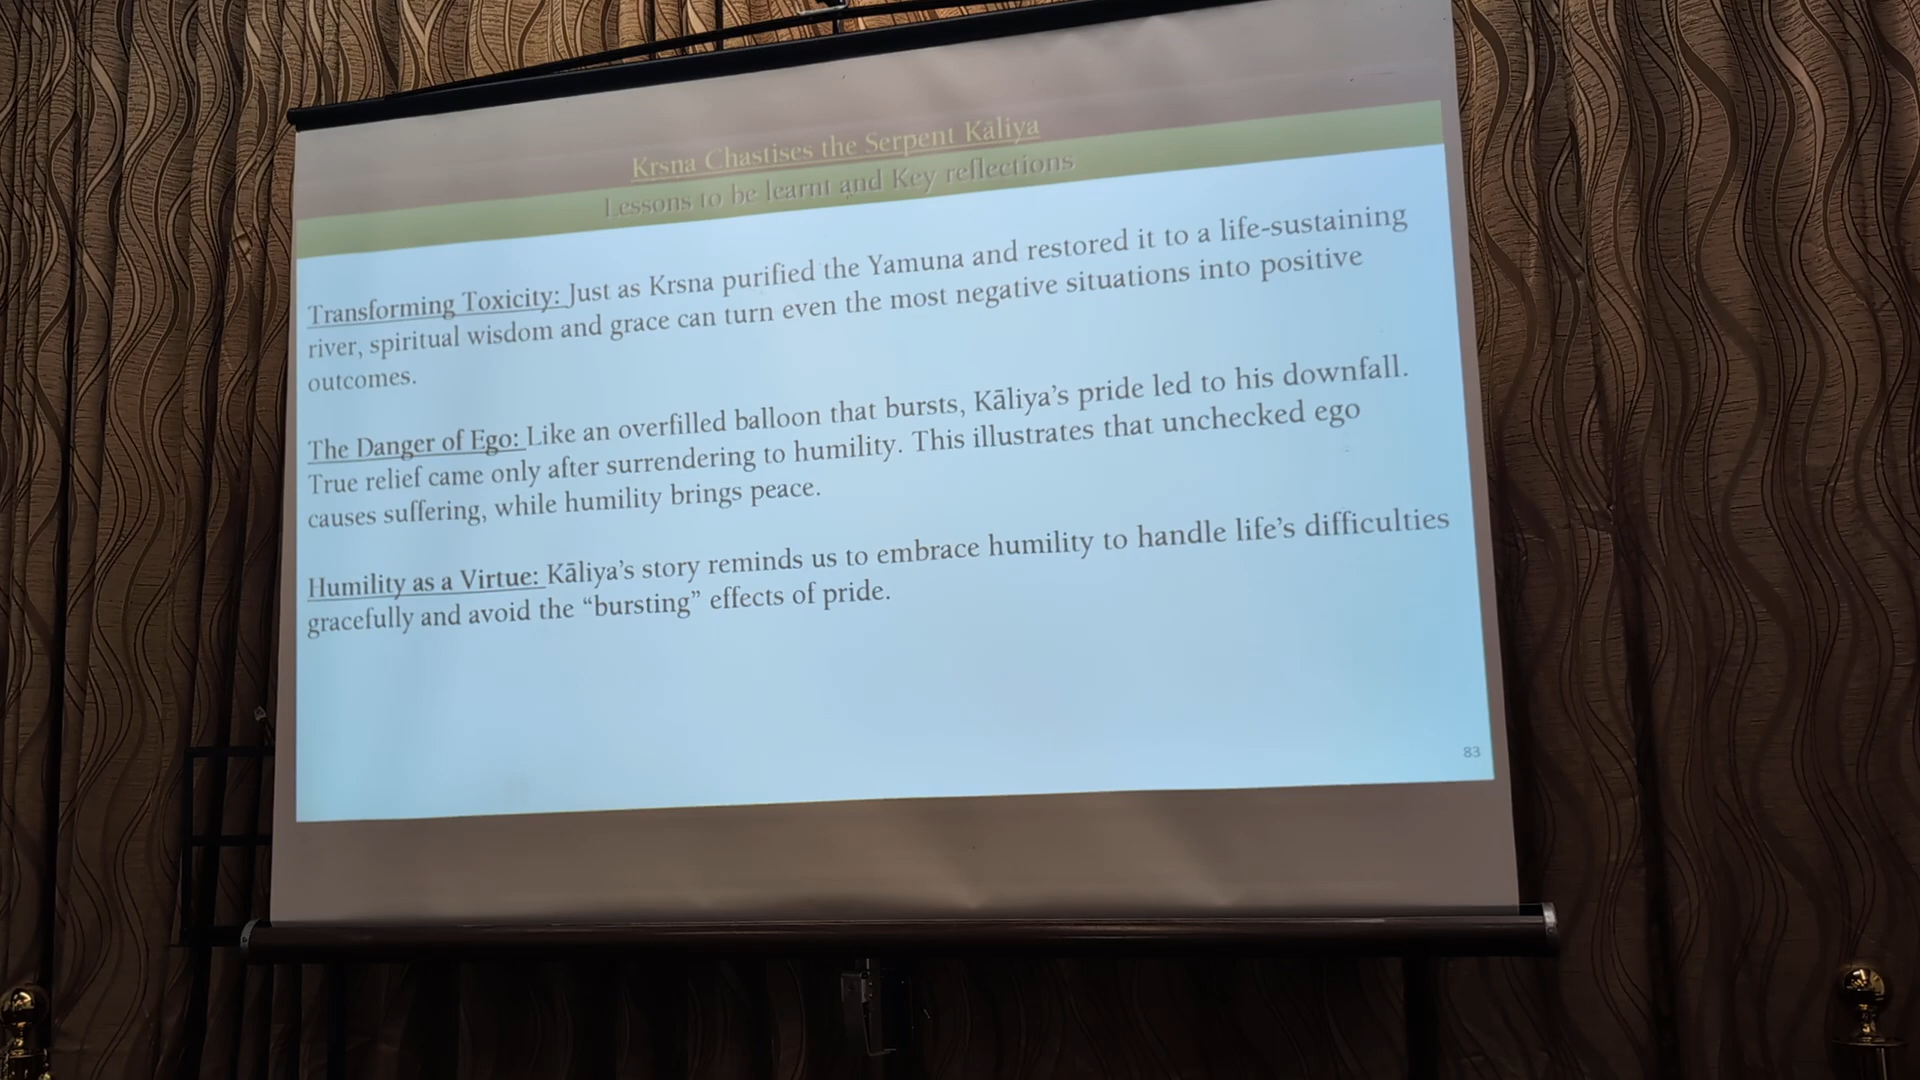 Krsna Chastises the Serpent Kāliya
Lessons to be learnt and Key reflections
Transforming Toxicity: Just as Krsna purified the Yamuna and restored it to a life-sustaining
river, spiritual wisdom and grace can turn even the most negative situations into positive
outcomes.
The Danger of Ego: Like an overfilled balloon that bursts, Kāliya’s pride led to his downfall.
True relief came only after surrendering to humility. This illustrates that unchecked ego
causes suffering, while humility brings peace.
Humility as a Virtue: Kāliya’s story reminds us to embrace humility to handle life’s difficulties
gracefully and avoid the “bursting” effects of pride.
83